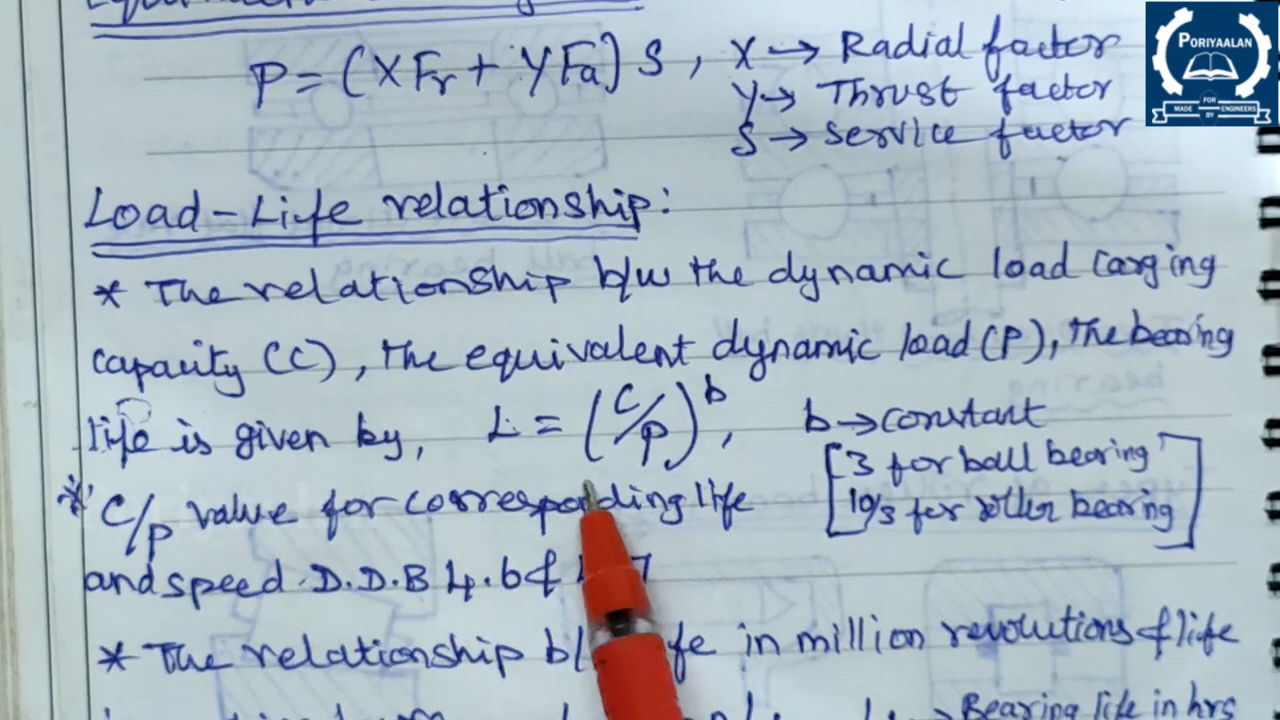 P = (XFr + YFa) S, X → Radial factor
Y → Thrust factor
S → Service factor
PORIYAALAN
MADE FOR BY ENGINEERS
Load-Life relationship:
* The relationship b/w the dynamic load carging
capacity (C), the equivalent dynamic load (P), The bearing
life is given by, L = (C/P)^b, b → constant
[3 for ball bearing
10/3 for roller bearing]
* C/P value for corresponding life
and speed D.D.B 4.6 &
* The relationship life in million revolutions & life
→ Bearing life in hrs